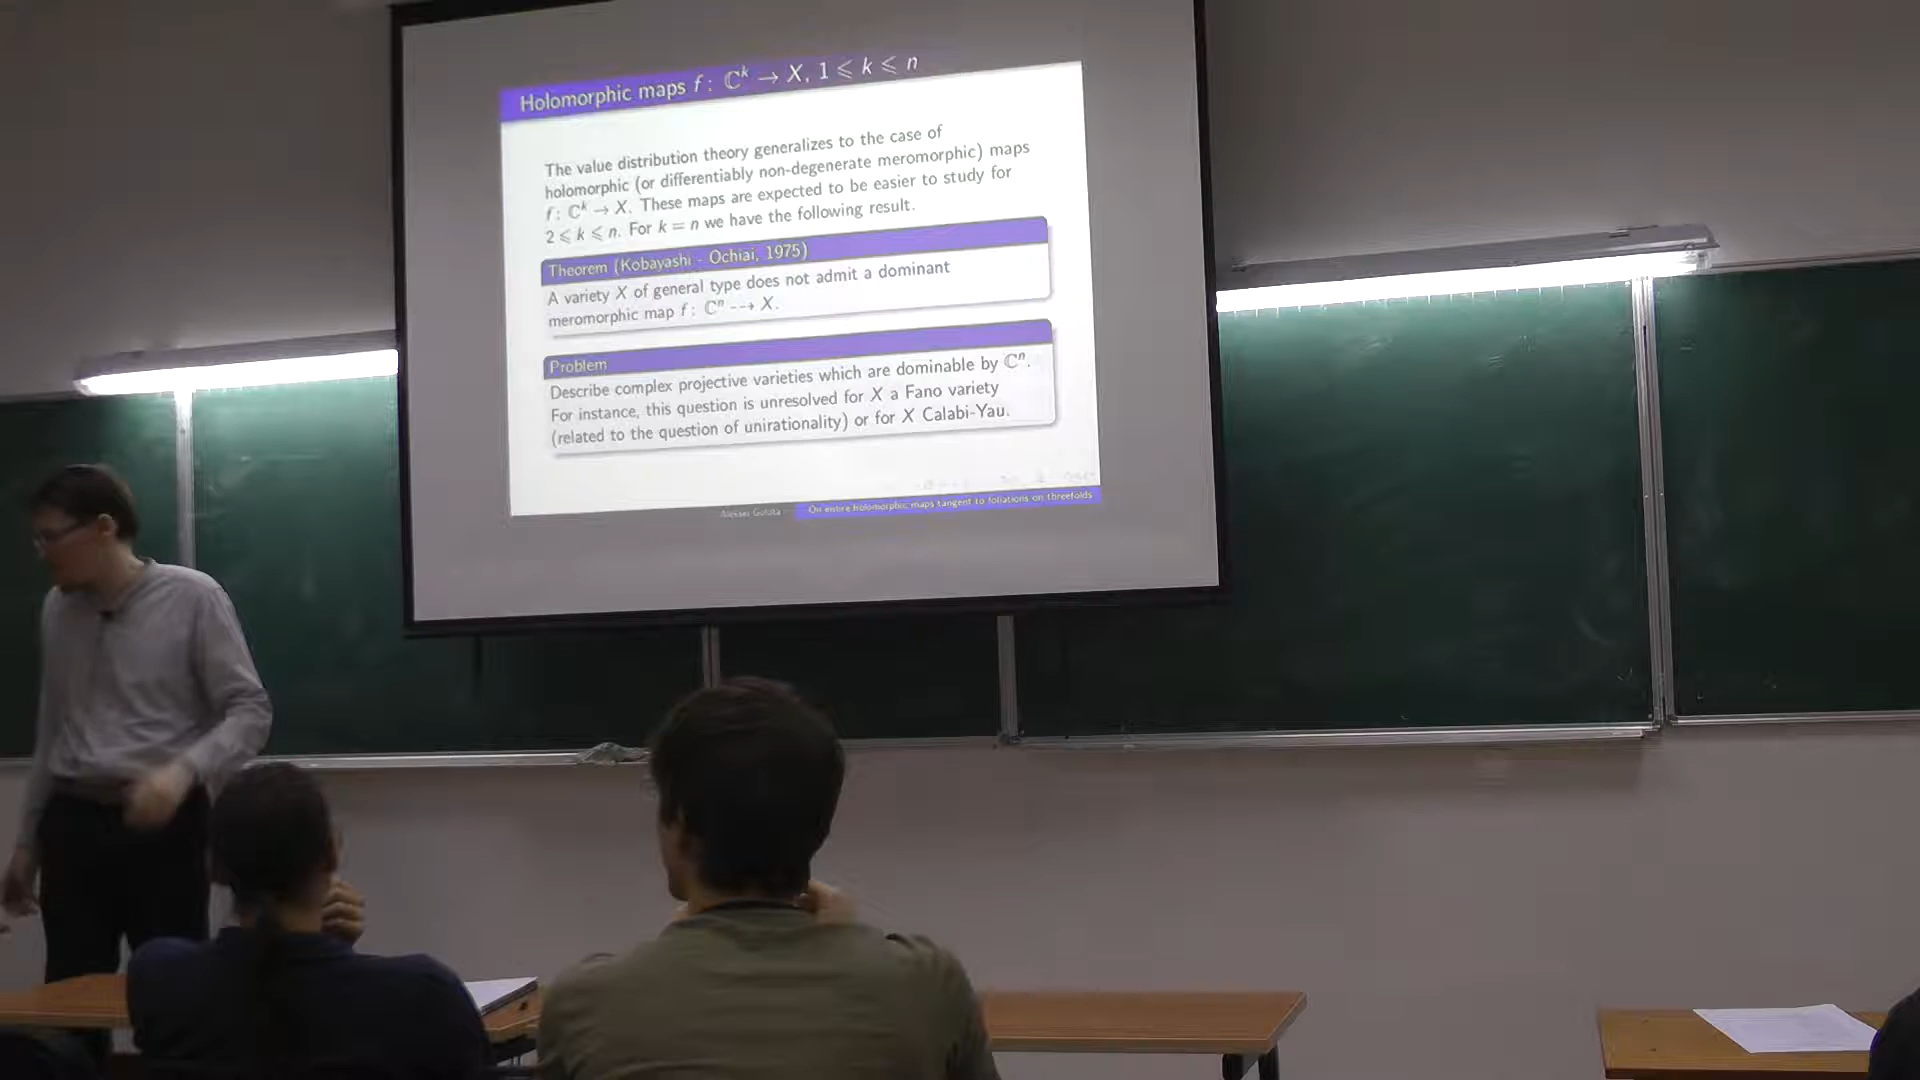 Holomorphic maps f : ℂᵏ → X, 1 ⩽ k ⩽ n
The value distribution theory generalizes to the case of
holomorphic (or differentiably non-degenerate meromorphic) maps
f : ℂᵏ → X. These maps are expected to be easier to study for
2 ⩽ k ⩽ n. For k = n we have the following result.
Theorem (Kobayashi - Ochiai, 1975)
A variety X of general type does not admit a dominant
meromorphic map f : ℂⁿ ⇢ X.
Problem
Describe complex projective varieties which are dominable by ℂⁿ.
For instance, this question is unresolved for X a Fano variety
(related to the question of unirationality) or for X Calabi-Yau.
On entire holomorphic maps tangent to foliations on threefolds